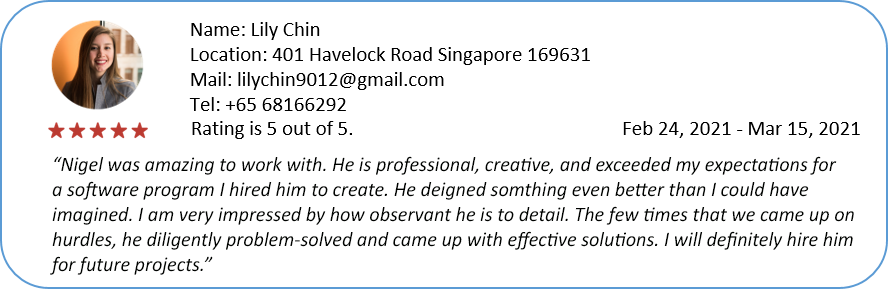 Name: Lily Chin
Location: 401 Havelock Road Singapore 169631
Mail: lilychin9012@gmail.com
Tel: +65 68166292
Rating is 5 out of 5. Feb 24, 2021 - Mar 15, 2021
“Nigel was amazing to work with. He is professional, creative, and exceeded my expectations for
a software program I hired him to create. He deigned somthing even better than I could have
imagined. I am very impressed by how observant he is to detail. The few times that we came up on
hurdles, he diligently problem-solved and came up with effective solutions. I will definitely hire him
for future projects.”